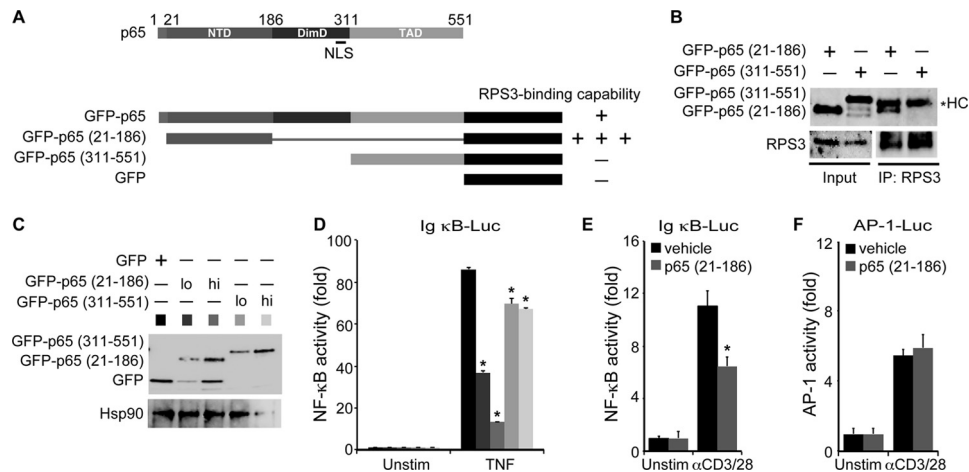 A
1 21 186 311 551
p65 NTD DimD TAD
NLS
RPS3-binding capability
GFP-p65 +
GFP-p65 (21-186) + + +
GFP-p65 (311-551) —
GFP —
B
GFP-p65 (21-186) + — + —
GFP-p65 (311-551) — + — +
GFP-p65 (311-551)
GFP-p65 (21-186)
*HC
RPS3
Input IP: RPS3
C
GFP + — — — —
GFP-p65 (21-186) — lo hi — —
GFP-p65 (311-551) — — — lo hi
GFP-p65 (311-551)
GFP-p65 (21-186)
GFP
Hsp90
D
Ig κB-Luc
NF-κB activity (fold)
100
80
60
40
20
0
* * * *
Unstim TNF
E
Ig κB-Luc
NF-κB activity (fold)
16
12
8
4
0
vehicle
p65 (21-186)
*
Unstim αCD3/28
F
AP-1-Luc
AP-1 activity (fold)
12
8
4
0
vehicle
p65 (21-186)
Unstim αCD3/28